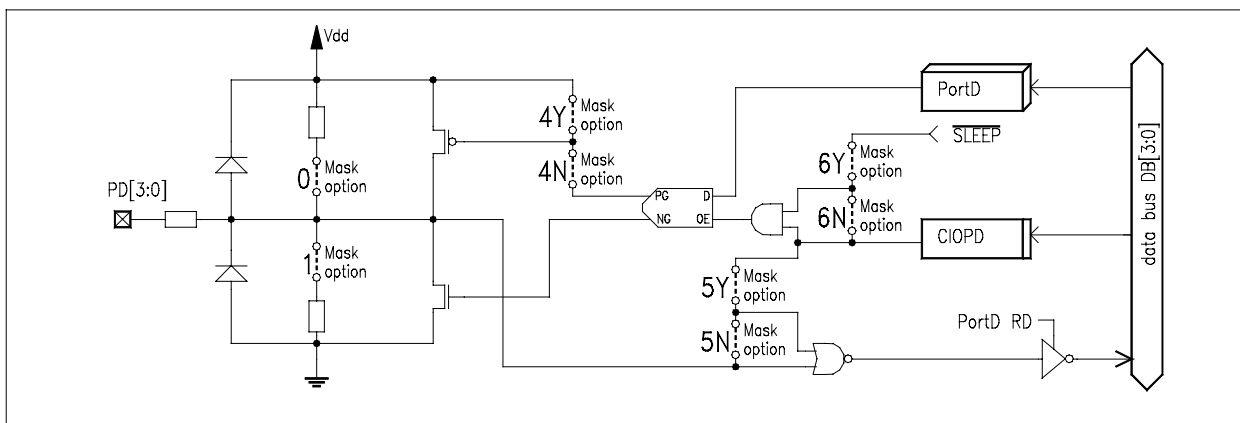 Vdd
PortD
4Y
Mask
option
SLEEP
6Y
Mask
option
0
Mask
option
4N
Mask
option
PD[3:0]
PG
D
NG
OE
6N
Mask
option
CIOPD
1
Mask
option
5Y
Mask
option
5N
Mask
option
PortD RD
data bus DB[3:0]